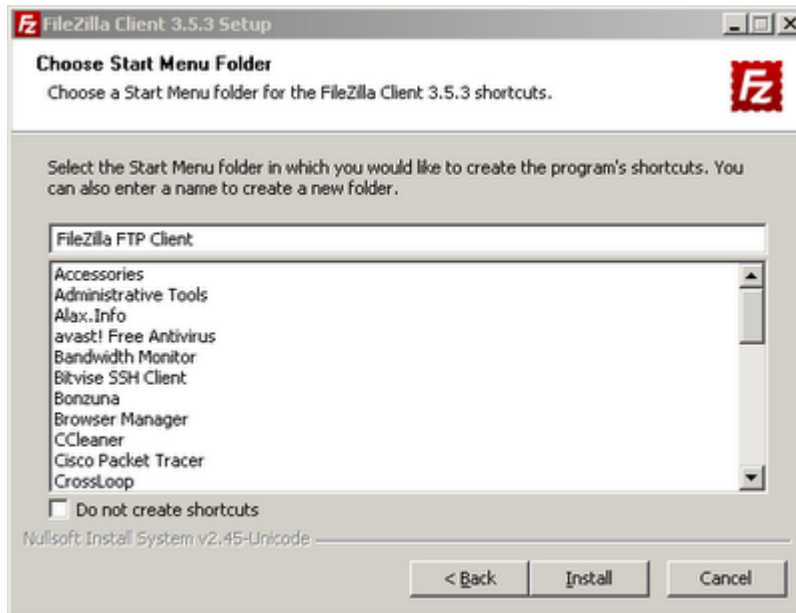 FileZilla Client 3.5.3 Setup
Choose Start Menu Folder
Choose a Start Menu folder for the FileZilla Client 3.5.3 shortcuts.
Fz
Select the Start Menu folder in which you would like to create the program's shortcuts. You
can also enter a name to create a new folder.
FileZilla FTP Client
Accessories
Administrative Tools
Alax.Info
avast! Free Antivirus
Bandwidth Monitor
Bitvise SSH Client
Bonzuna
Browser Manager
CCleaner
Cisco Packet Tracer
CrossLoop
Do not create shortcuts
Nullsoft Install System v2.45-Unicode
< Back
Install
Cancel